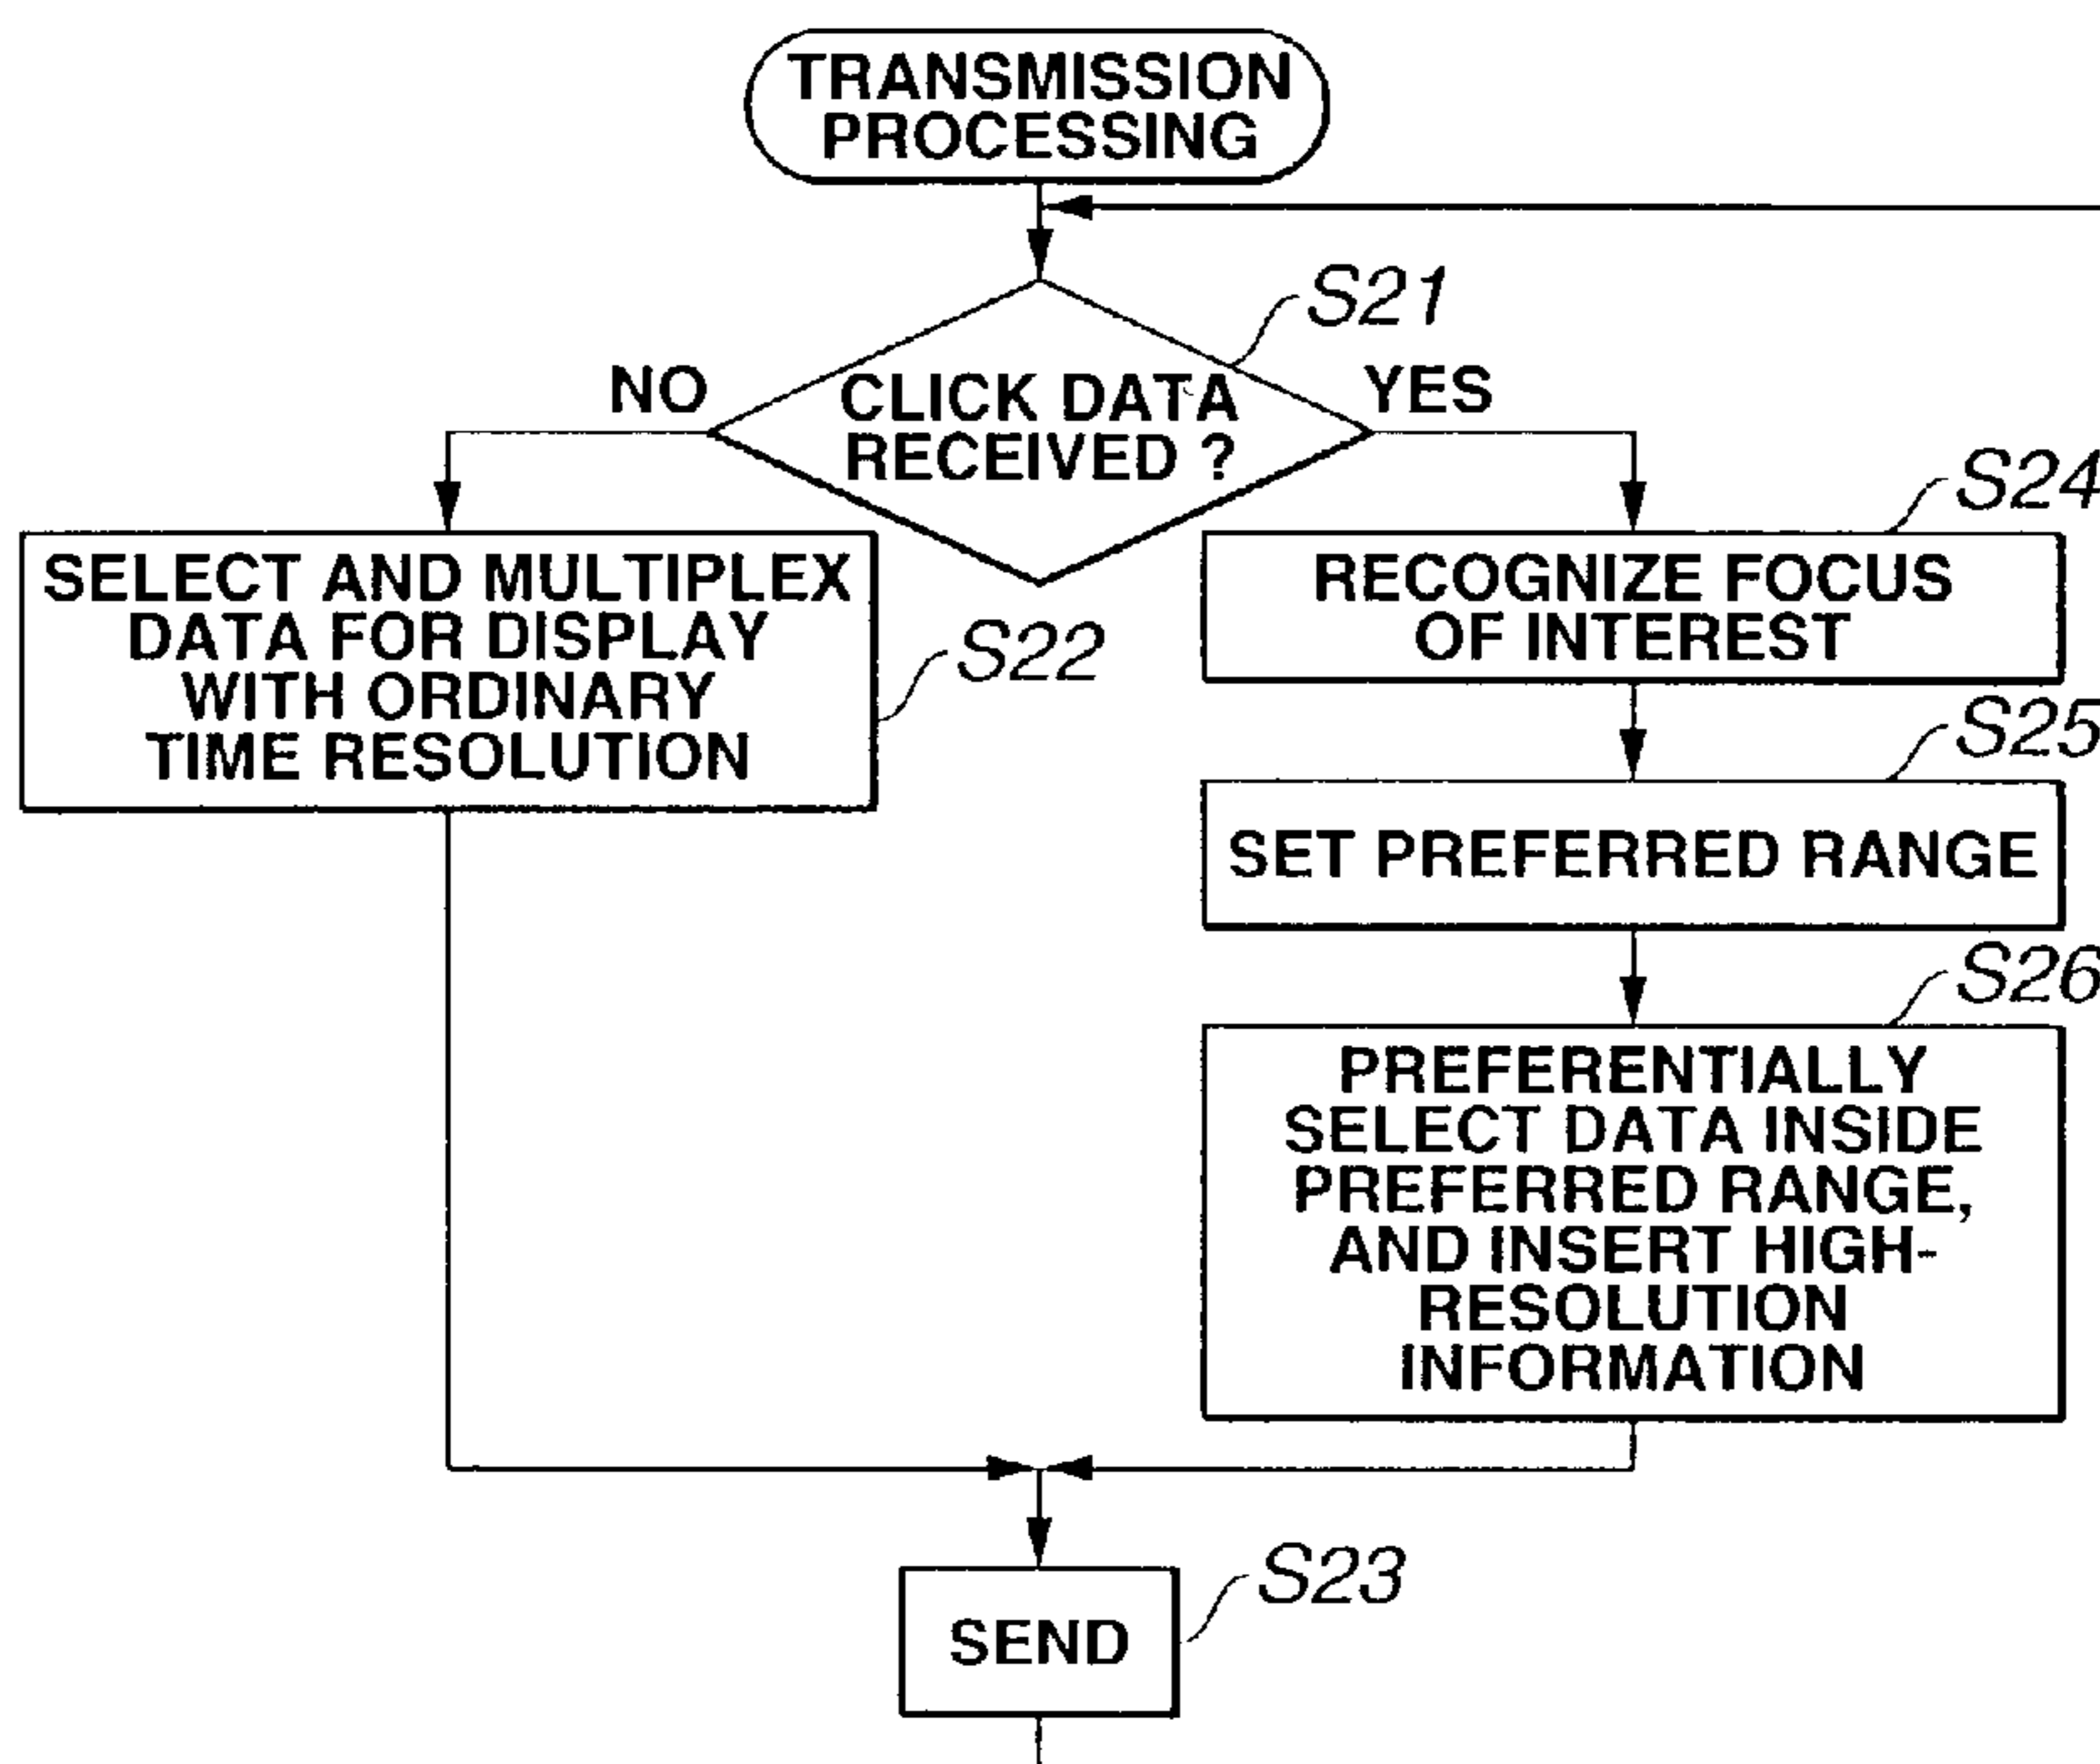 TRANSMISSION
PROCESSING
S21
NO
CLICK DATA
RECEIVED ?
YES
S24
SELECT AND MULTIPLEX
DATA FOR DISPLAY
WITH ORDINARY
TIME RESOLUTION
S22
RECOGNIZE FOCUS
OF INTEREST
S25
SET PREFERRED RANGE
S26
PREFERENTIALLY
SELECT DATA INSIDE
PREFERRED RANGE,
AND INSERT HIGH-
RESOLUTION
INFORMATION
S23
SEND